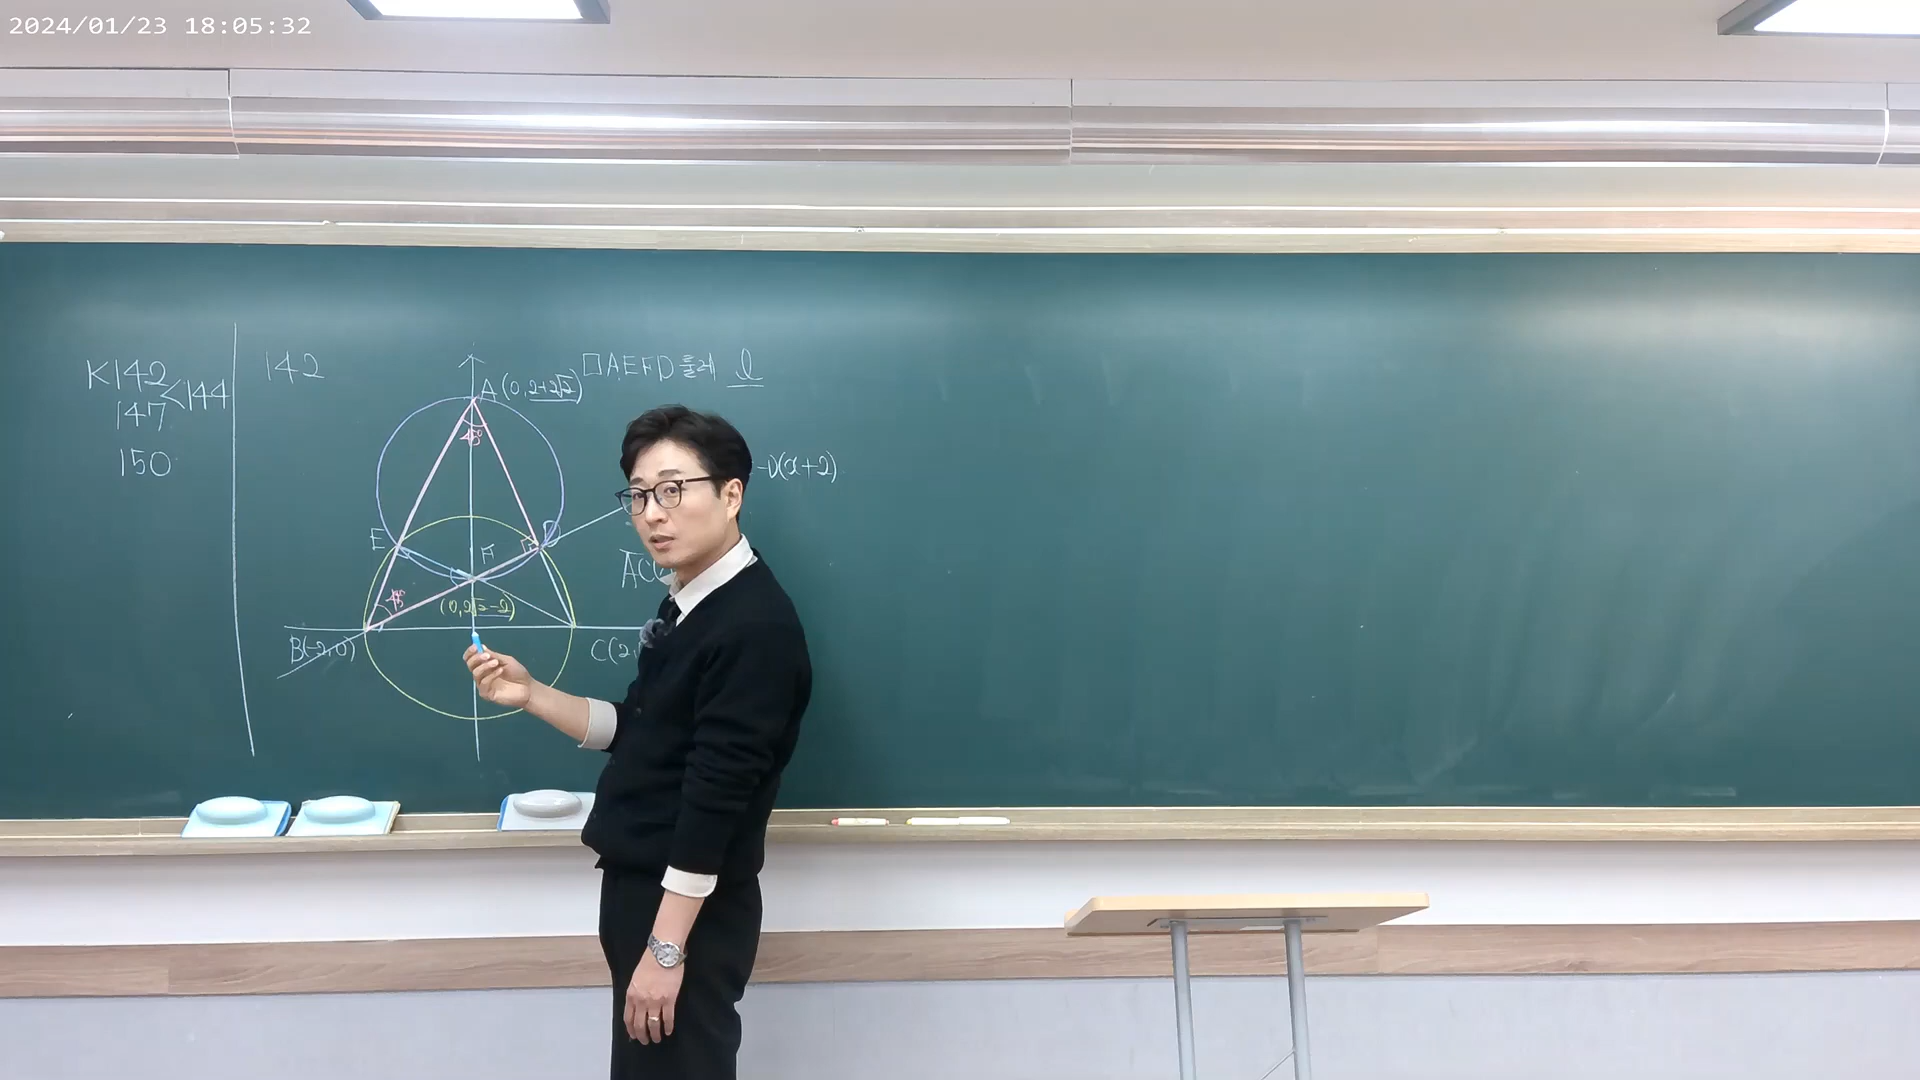 2024/01/23 18:05:32
K142
147 <144
150
142
A(0, 2+2√2)
□AEFD 둘레 l
45°
-1)(x+2)
E
D
F
AC
45°
(0, 2√2-2)
B(-2,0)
C(2,